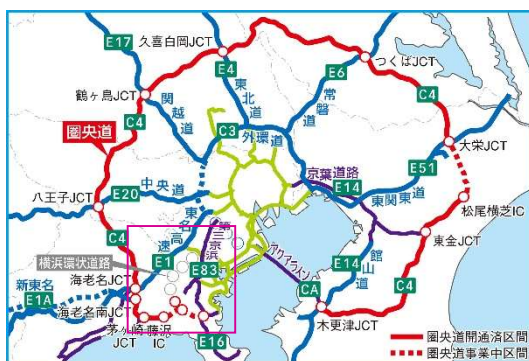 E17
久喜白岡JCT
E4
東北道
E6
つくばJCT
常磐道
C4
鶴ヶ島JCT
関越道
C4
C3
外環道
大栄JCT
圏央道
京葉道路
E51
八王子JCT
E20
中央道
E14
東関東道
松尾横芝IC
東名高速
第三京浜
東金JCT
C4
横浜環状道路
E1
E83
アクアライン
E14
館山道
C4
新東名
海老名JCT
E1A
CA
海老名南JCT
木更津JCT
茅ヶ崎JCT
藤沢IC
E16
圏央道開通済区間
圏央道事業中区間